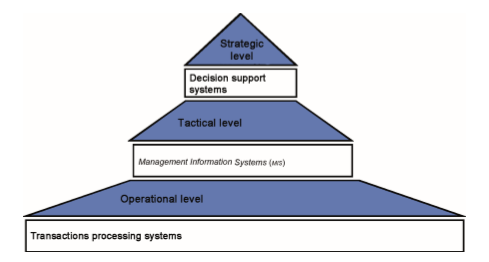 Strategic
level
Decision support
systems
Tactical level
Management Information Systems (MIS)
Operational level
Transactions processing systems